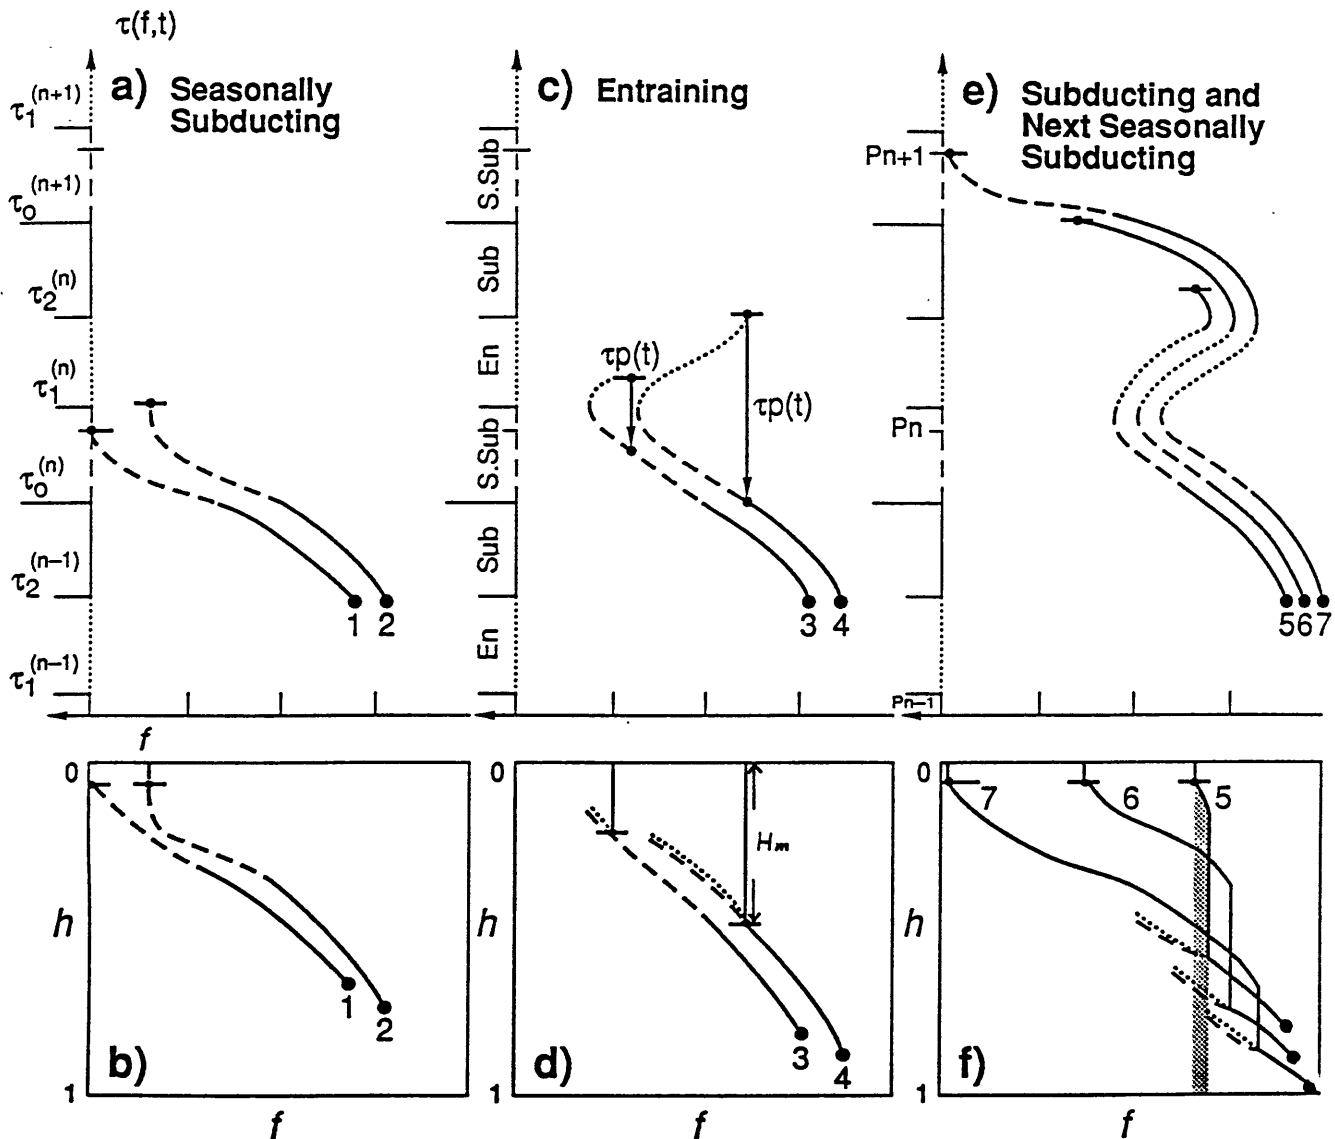 τ(f,t)
a) Seasonally
Subducting
c) Entraining
e) Subducting and
Next Seasonally
Subducting
τ1(n+1)
τ0(n+1)
τ2(n)
τ1(n)
τ0(n)
τ2(n-1)
τ1(n-1)
f
1 2
S.Sub
Sub
En
S.Sub
Sub
En
τp(t)
τp(t)
3 4
Pn+1
Pn
Pn-1
5 6 7
0
h
1
1
2
b)
f
0
Hm
1
3
4
d)
f
0
h
1
7
6
5
f)
f